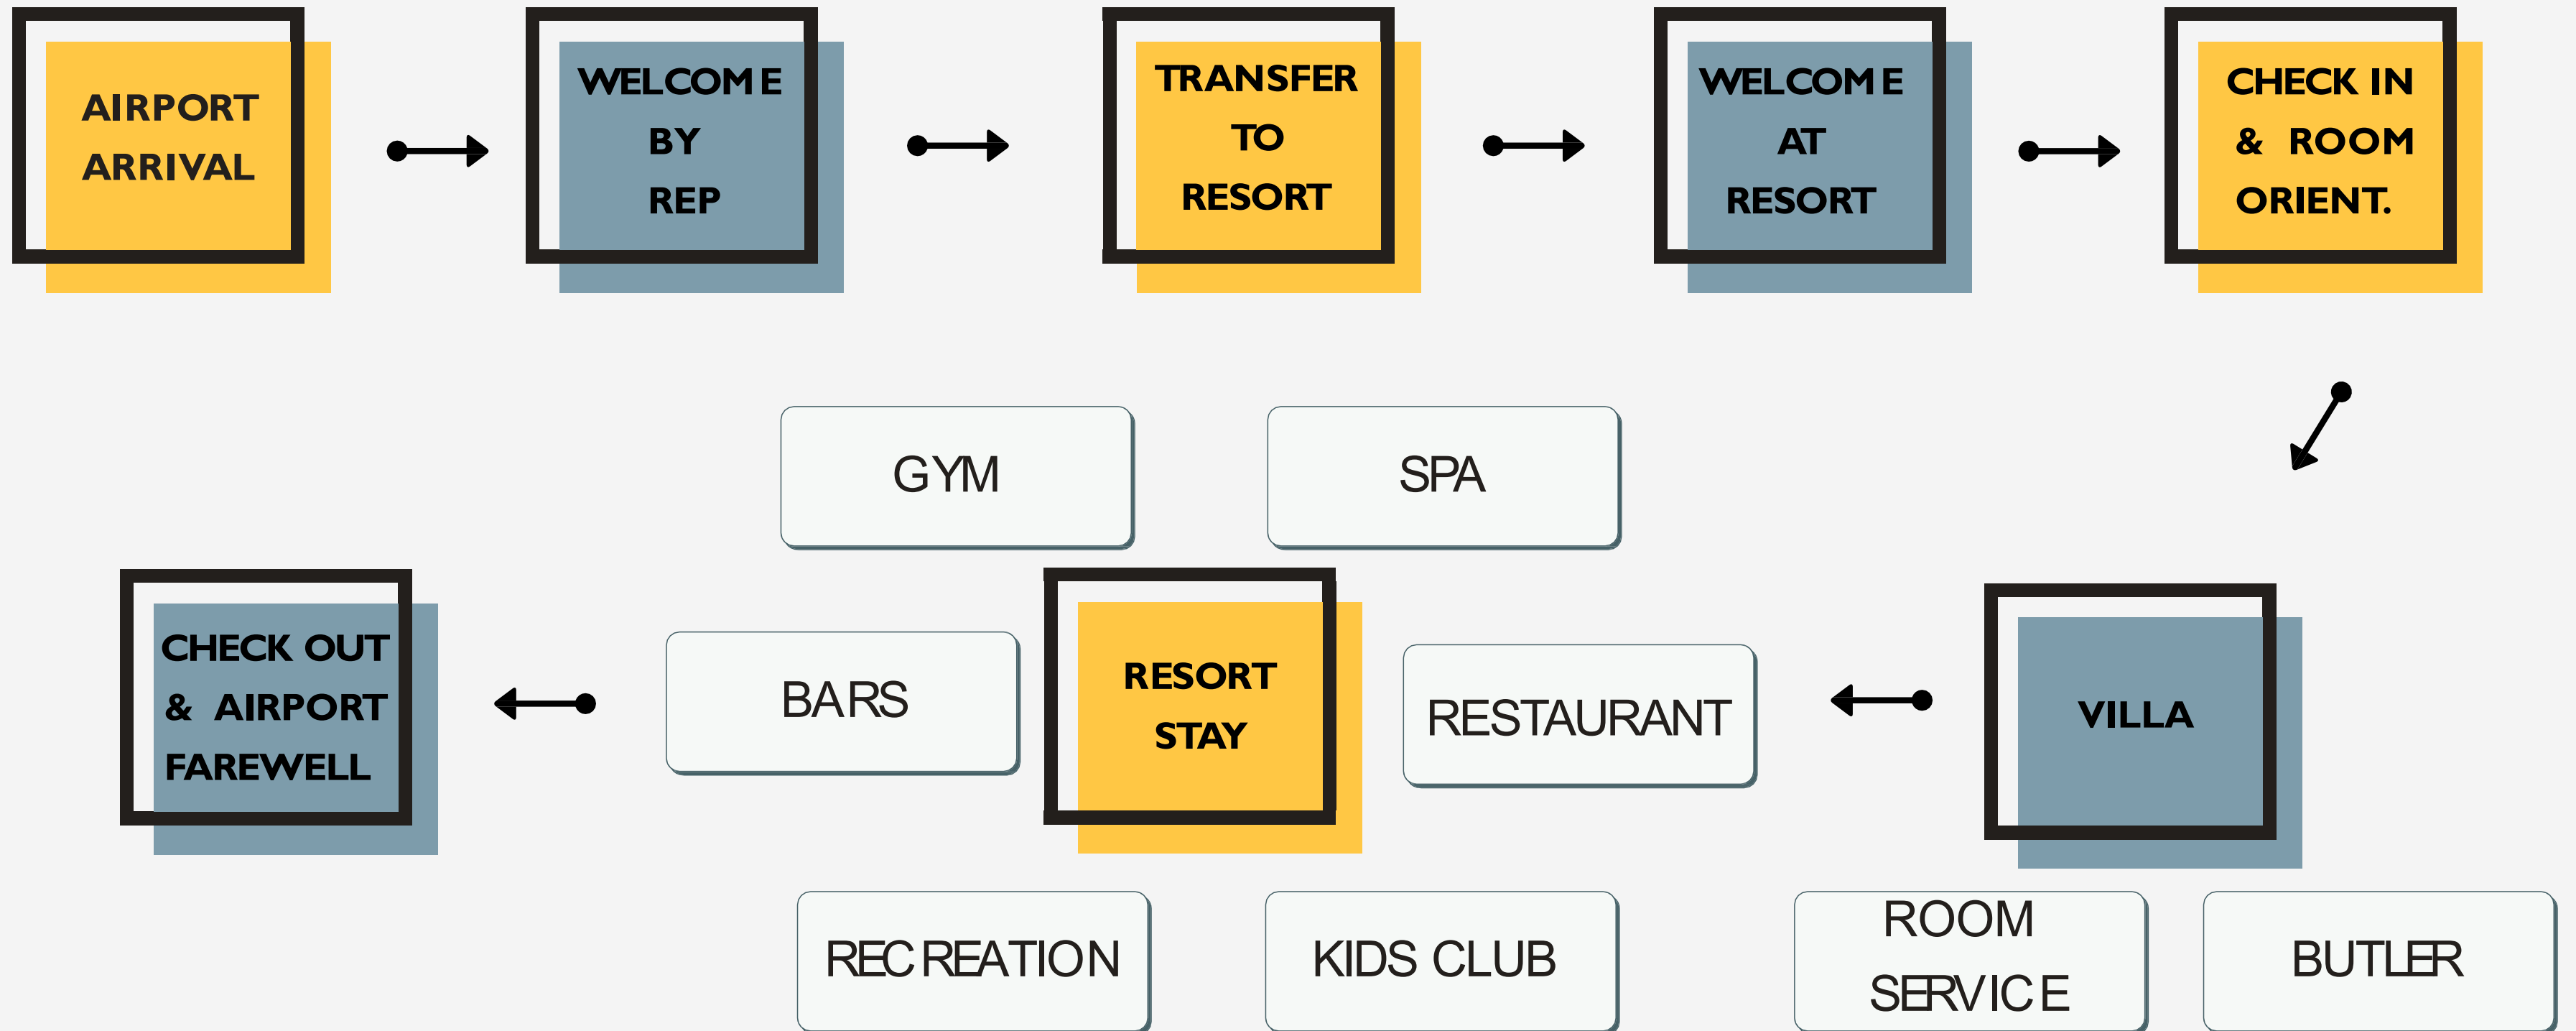 AIRPORT
ARRIVAL
WELCOME
BY
REP
TRANSFER
TO
RESORT
WELCOME
AT
RESORT
CHECK IN
& ROOM
ORIENT.
GYM
SPA
CHECK OUT
& AIRPORT
FAREWELL
BARS
RESORT
STAY
RESTAURANT
VILLA
RECREATION
KIDS CLUB
ROOM
SERVICE
BUTLER